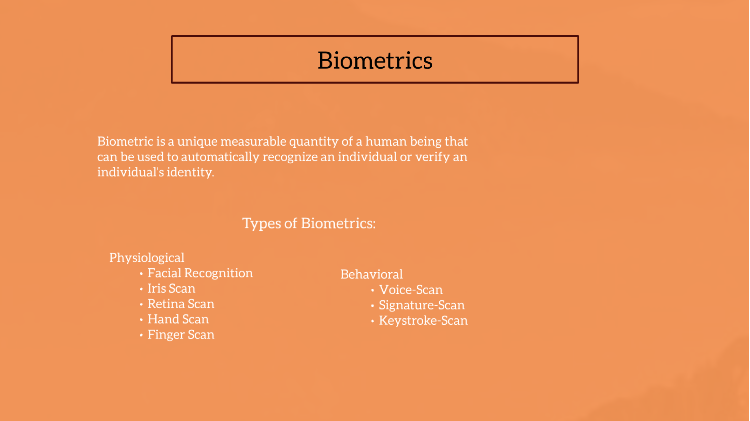 Biometrics
Biometric is a unique measurable quantity of a human being that
can be used to automatically recognize an individual or verify an
individual's identity.
Types of Biometrics:
Physiological
• Facial Recognition
• Iris Scan
• Retina Scan
• Hand Scan
• Finger Scan
Behavioral
• Voice-Scan
• Signature-Scan
• Keystroke-Scan